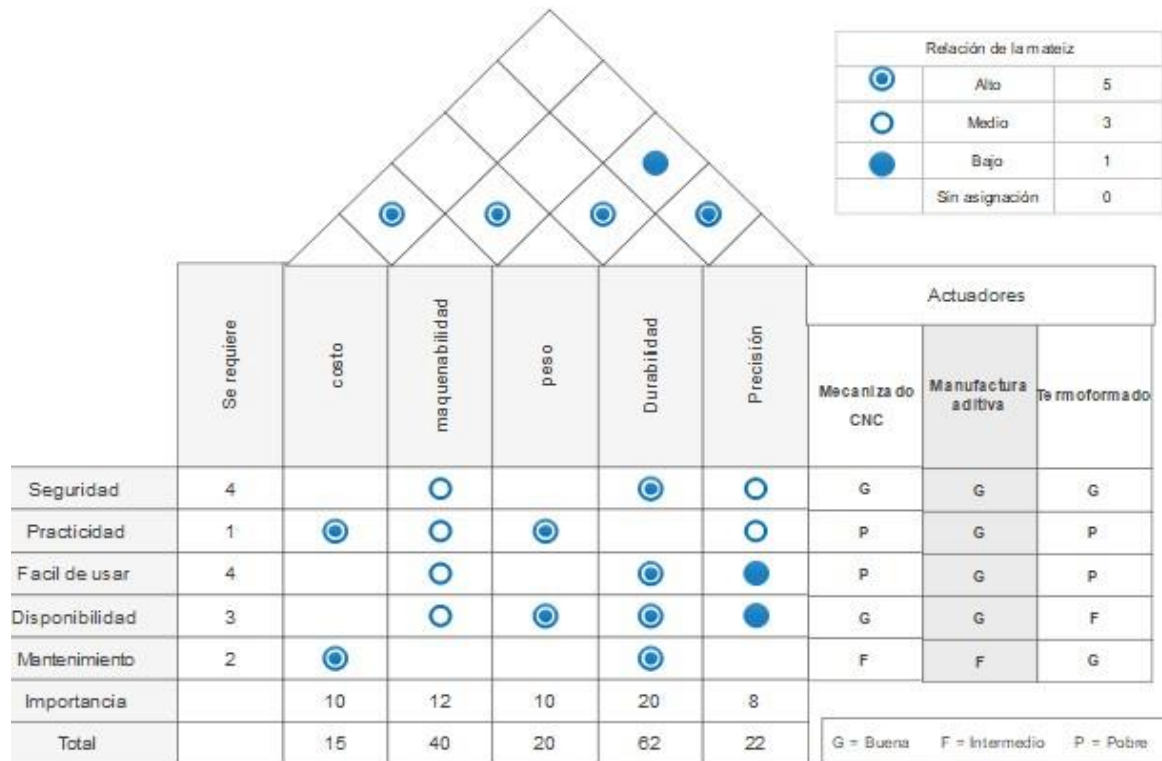 Relación de la mateiz
Alto 5
Medio 3
Bajo 1
Sin asignación 0
Se requiere
costo
maquenabilidad
peso
Durabilidad
Precisión
Actuadores
Mecanizado
CNC
Manufactura
aditiva
Termoformado
Seguridad 4 G G G
Practicidad 1 P G P
Facil de usar 4 P G P
Disponibilidad 3 G G F
Mantenimiento 2 F F G
Importancia 10 12 10 20 8
Total 15 40 20 62 22
G = Buena F = Intermedio P = Pobre